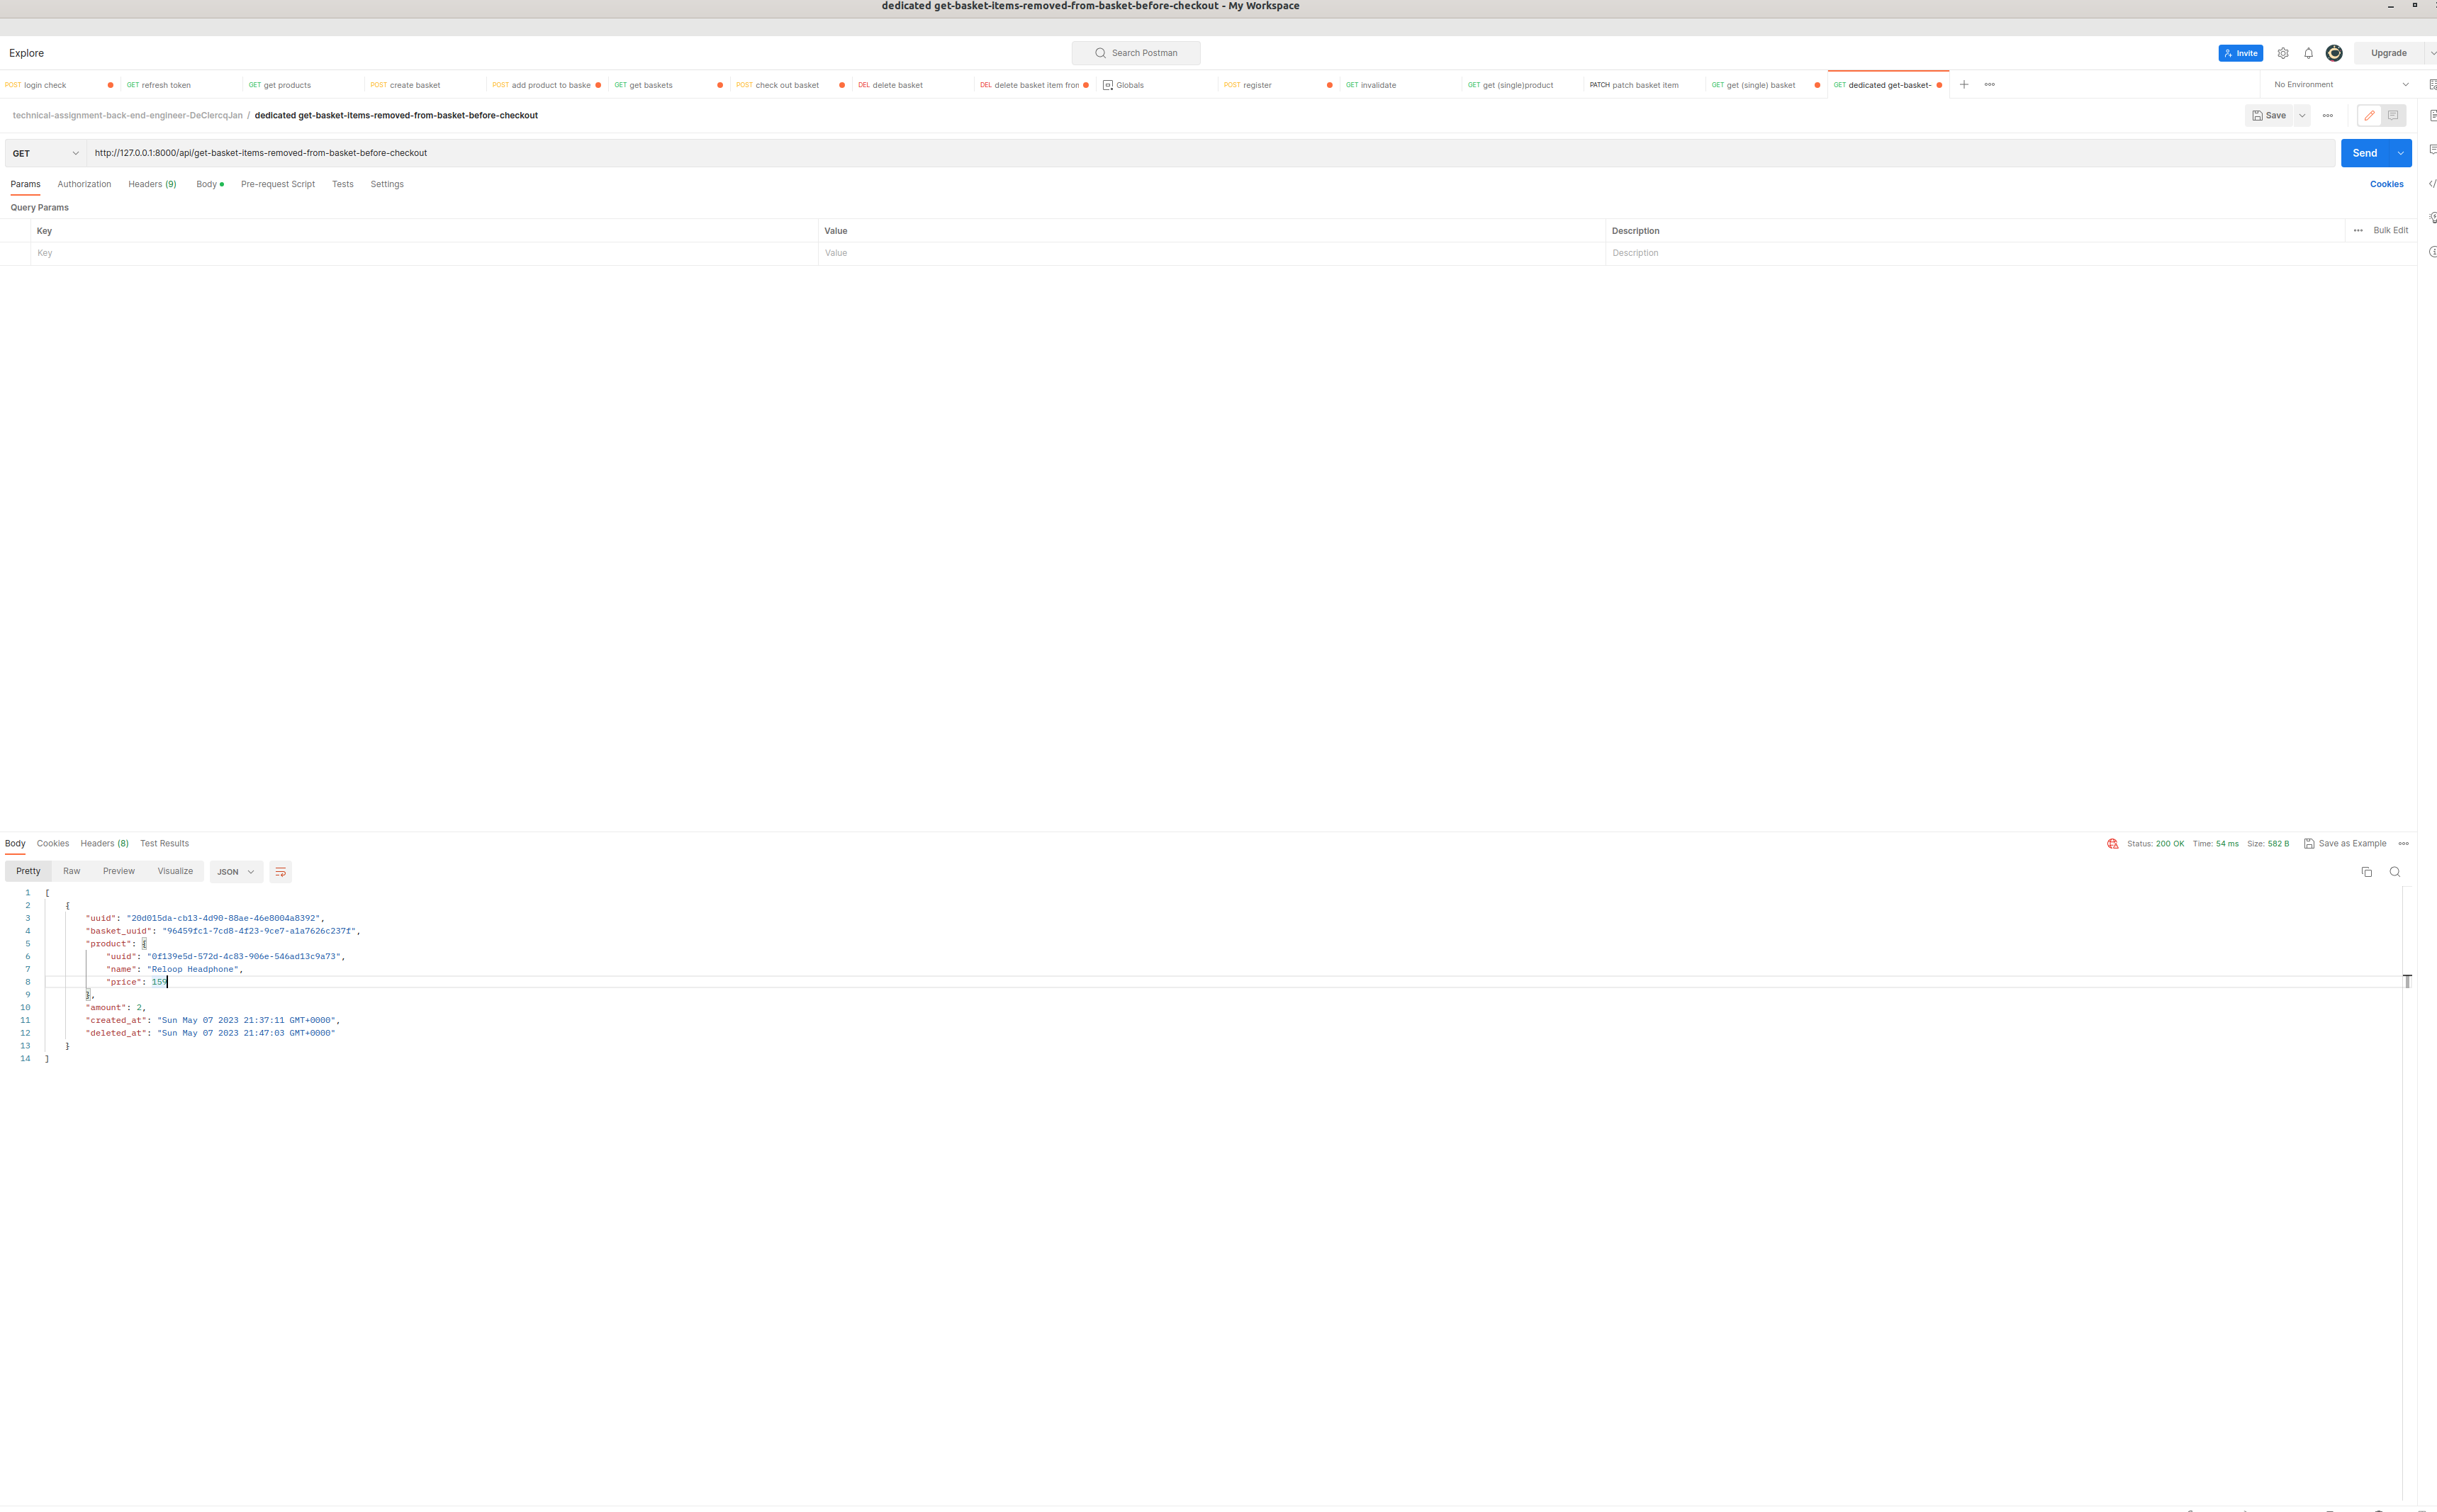 dedicated get-basket-items-removed-from-basket-before-checkout - My Workspace
Explore
Search Postman
Invite
Upgrade
POST login check
GET refresh token
GET get products
POST create basket
POST add product to baske
GET get baskets
POST check out basket
DEL delete basket
DEL delete basket item fron
Globals
POST register
GET invalidate
GET get (single)product
PATCH patch basket item
GET get (single) basket
GET dedicated get-basket-
No Environment
technical-assignment-back-end-engineer-DeClercqJan / dedicated get-basket-items-removed-from-basket-before-checkout
Save
GET http://127.0.0.1:8000/api/get-basket-items-removed-from-basket-before-checkout
Send
Params Authorization Headers (9) Body Pre-request Script Tests Settings
Cookies
Query Params
Key Value Description Bulk Edit
Key Value Description
Body Cookies Headers (8) Test Results
Status: 200 OK Time: 54 ms Size: 582 B Save as Example
Pretty Raw Preview Visualize JSON
1 [
2 {
3 "uuid": "20d015da-cb13-4d90-88ae-46e8004a8392",
4 "basket_uuid": "96459fc1-7cd8-4f23-9ce7-a1a7626c237f",
5 "product": {
6 "uuid": "0f139e5d-572d-4c83-906e-546ad13c9a73",
7 "name": "Reloop Headphone",
8 "price": 159
9 },
10 "amount": 2,
11 "created_at": "Sun May 07 2023 21:37:11 GMT+0000",
12 "deleted_at": "Sun May 07 2023 21:47:03 GMT+0000"
13 }
14 ]